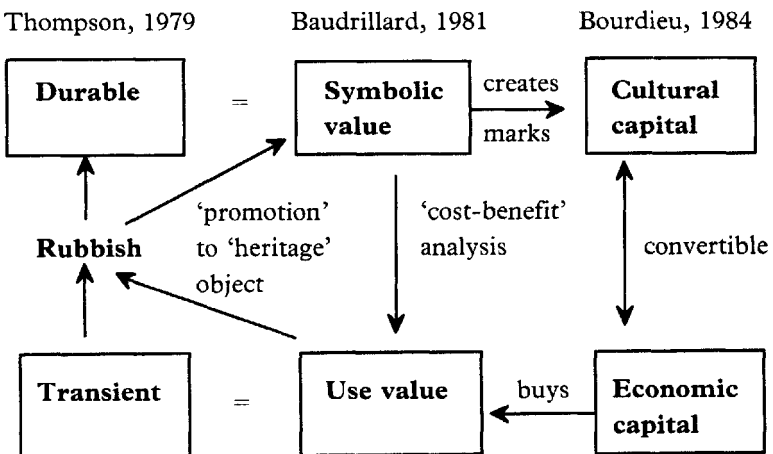 Thompson, 1979 Baudrillard, 1981 Bourdieu, 1984
Durable = Symbolic value creates marks Cultural capital
Rubbish 'promotion' to 'heritage' object 'cost-benefit' analysis convertible
Transient = Use value buys Economic capital